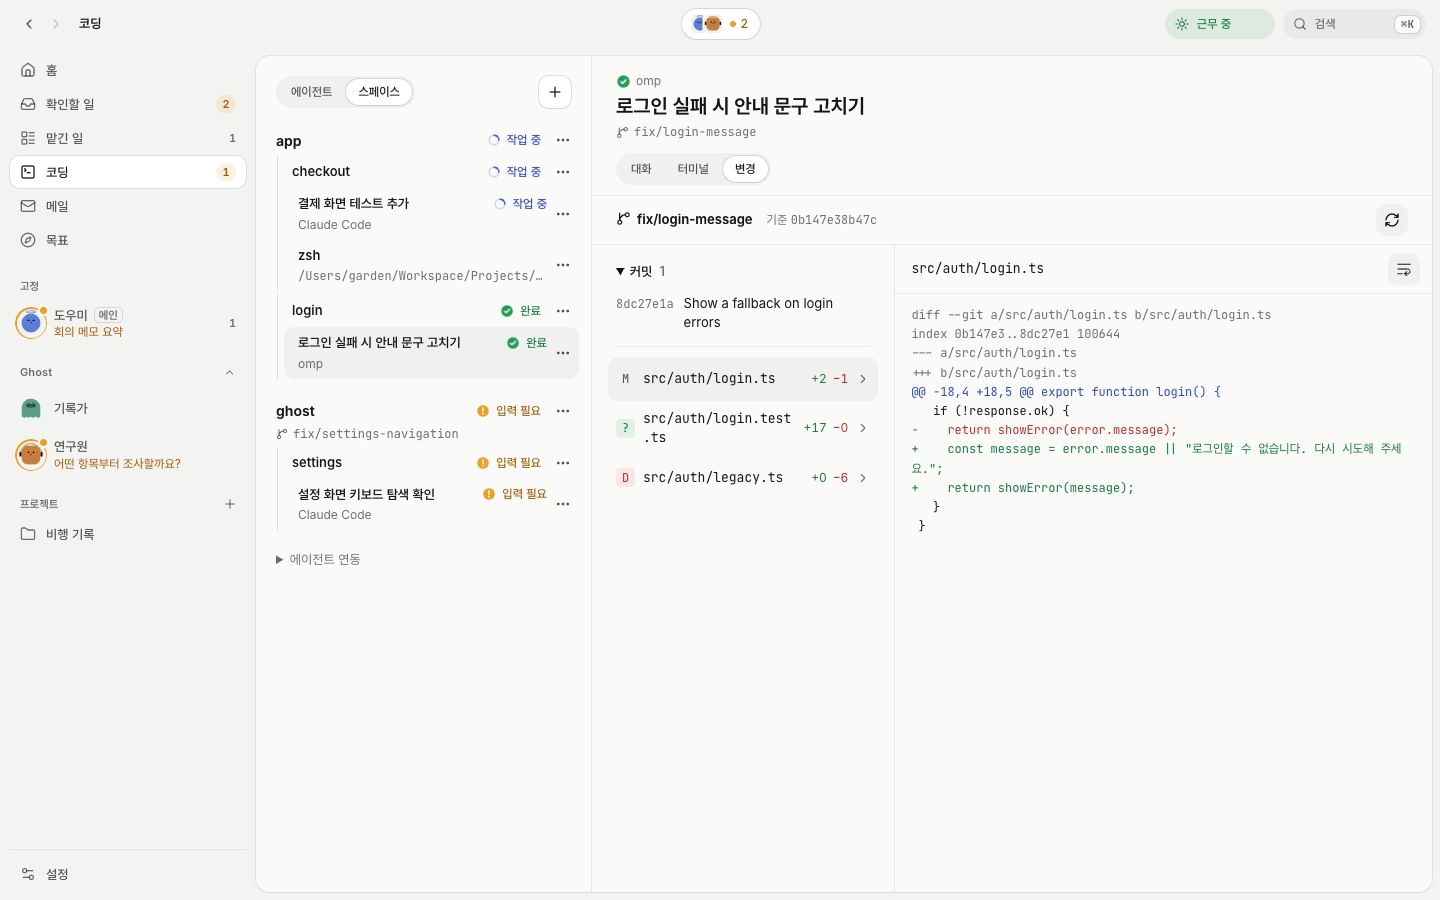 코딩
2
근무 중
검색
⌘K
홈
확인할 일
2
맡긴 일
1
코딩
1
메일
목표
고정
도우미 메인
회의 메모 요약
1
Ghost
기록가
연구원
어떤 항목부터 조사할까요?
프로젝트
비행 기록
설정
에이전트
스페이스
app
작업 중
checkout
작업 중
결제 화면 테스트 추가
작업 중
Claude Code
zsh
/Users/garden/Workspace/Projects/…
login
완료
로그인 실패 시 안내 문구 고치기
완료
omp
ghost
입력 필요
fix/settings-navigation
settings
입력 필요
설정 화면 키보드 탐색 확인
입력 필요
Claude Code
에이전트 연동
omp
로그인 실패 시 안내 문구 고치기
fix/login-message
대화
터미널
변경
fix/login-message
기준 0b147e38b47c
커밋 1
8dc27e1a
Show a fallback on login
errors
M src/auth/login.ts +2 −1
? src/auth/login.test
.ts
+17 −0
D src/auth/legacy.ts +0 −6
src/auth/login.ts
diff --git a/src/auth/login.ts b/src/auth/login.ts
index 0b147e3..8dc27e1 100644
--- a/src/auth/login.ts
+++ b/src/auth/login.ts
@@ -18,4 +18,5 @@ export function login() {
if (!response.ok) {
- return showError(error.message);
+ const message = error.message || "로그인할 수 없습니다. 다시 시도해 주세
요.";
+ return showError(message);
}
}